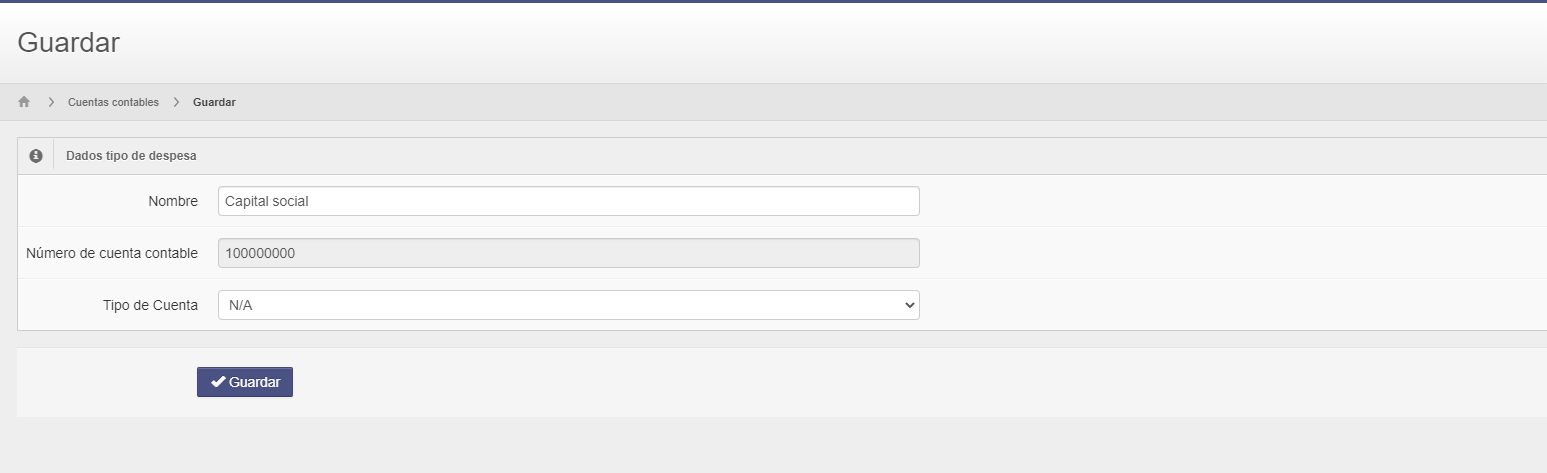 Guardar
Cuentas contables
Guardar
Dados tipo de despesa
Nombre
Capital social
Número de cuenta contable
100000000
Tipo de Cuenta
N/A
Guardar